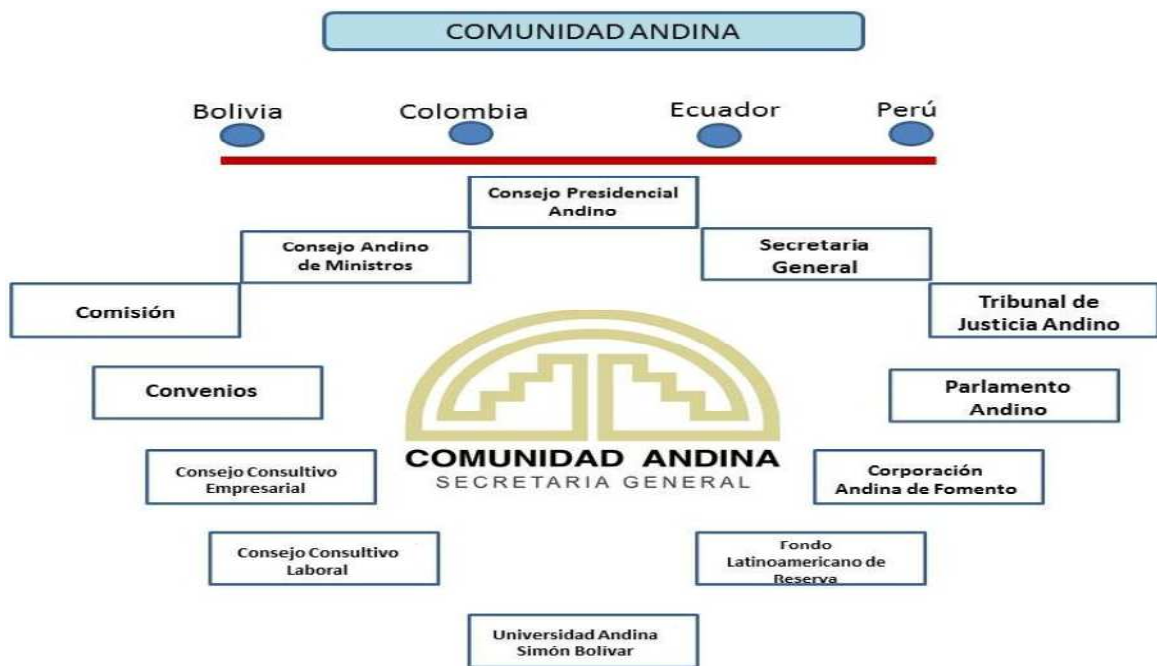 COMUNIDAD ANDINA
Bolivia
Colombia
Ecuador
Perú
Consejo Presidencial
Andino
Consejo Andino
de Ministros
Secretaria
General
Comisión
Tribunal de
Justicia Andino
Convenios
Parlamento
Andino
COMUNIDAD ANDINA
SECRETARIA GENERAL
Consejo Consultivo
Empresarial
Corporación
Andina de Fomento
Consejo Consultivo
Laboral
Fondo
Latinoamericano de
Reserva
Universidad Andina
Simón Bolívar